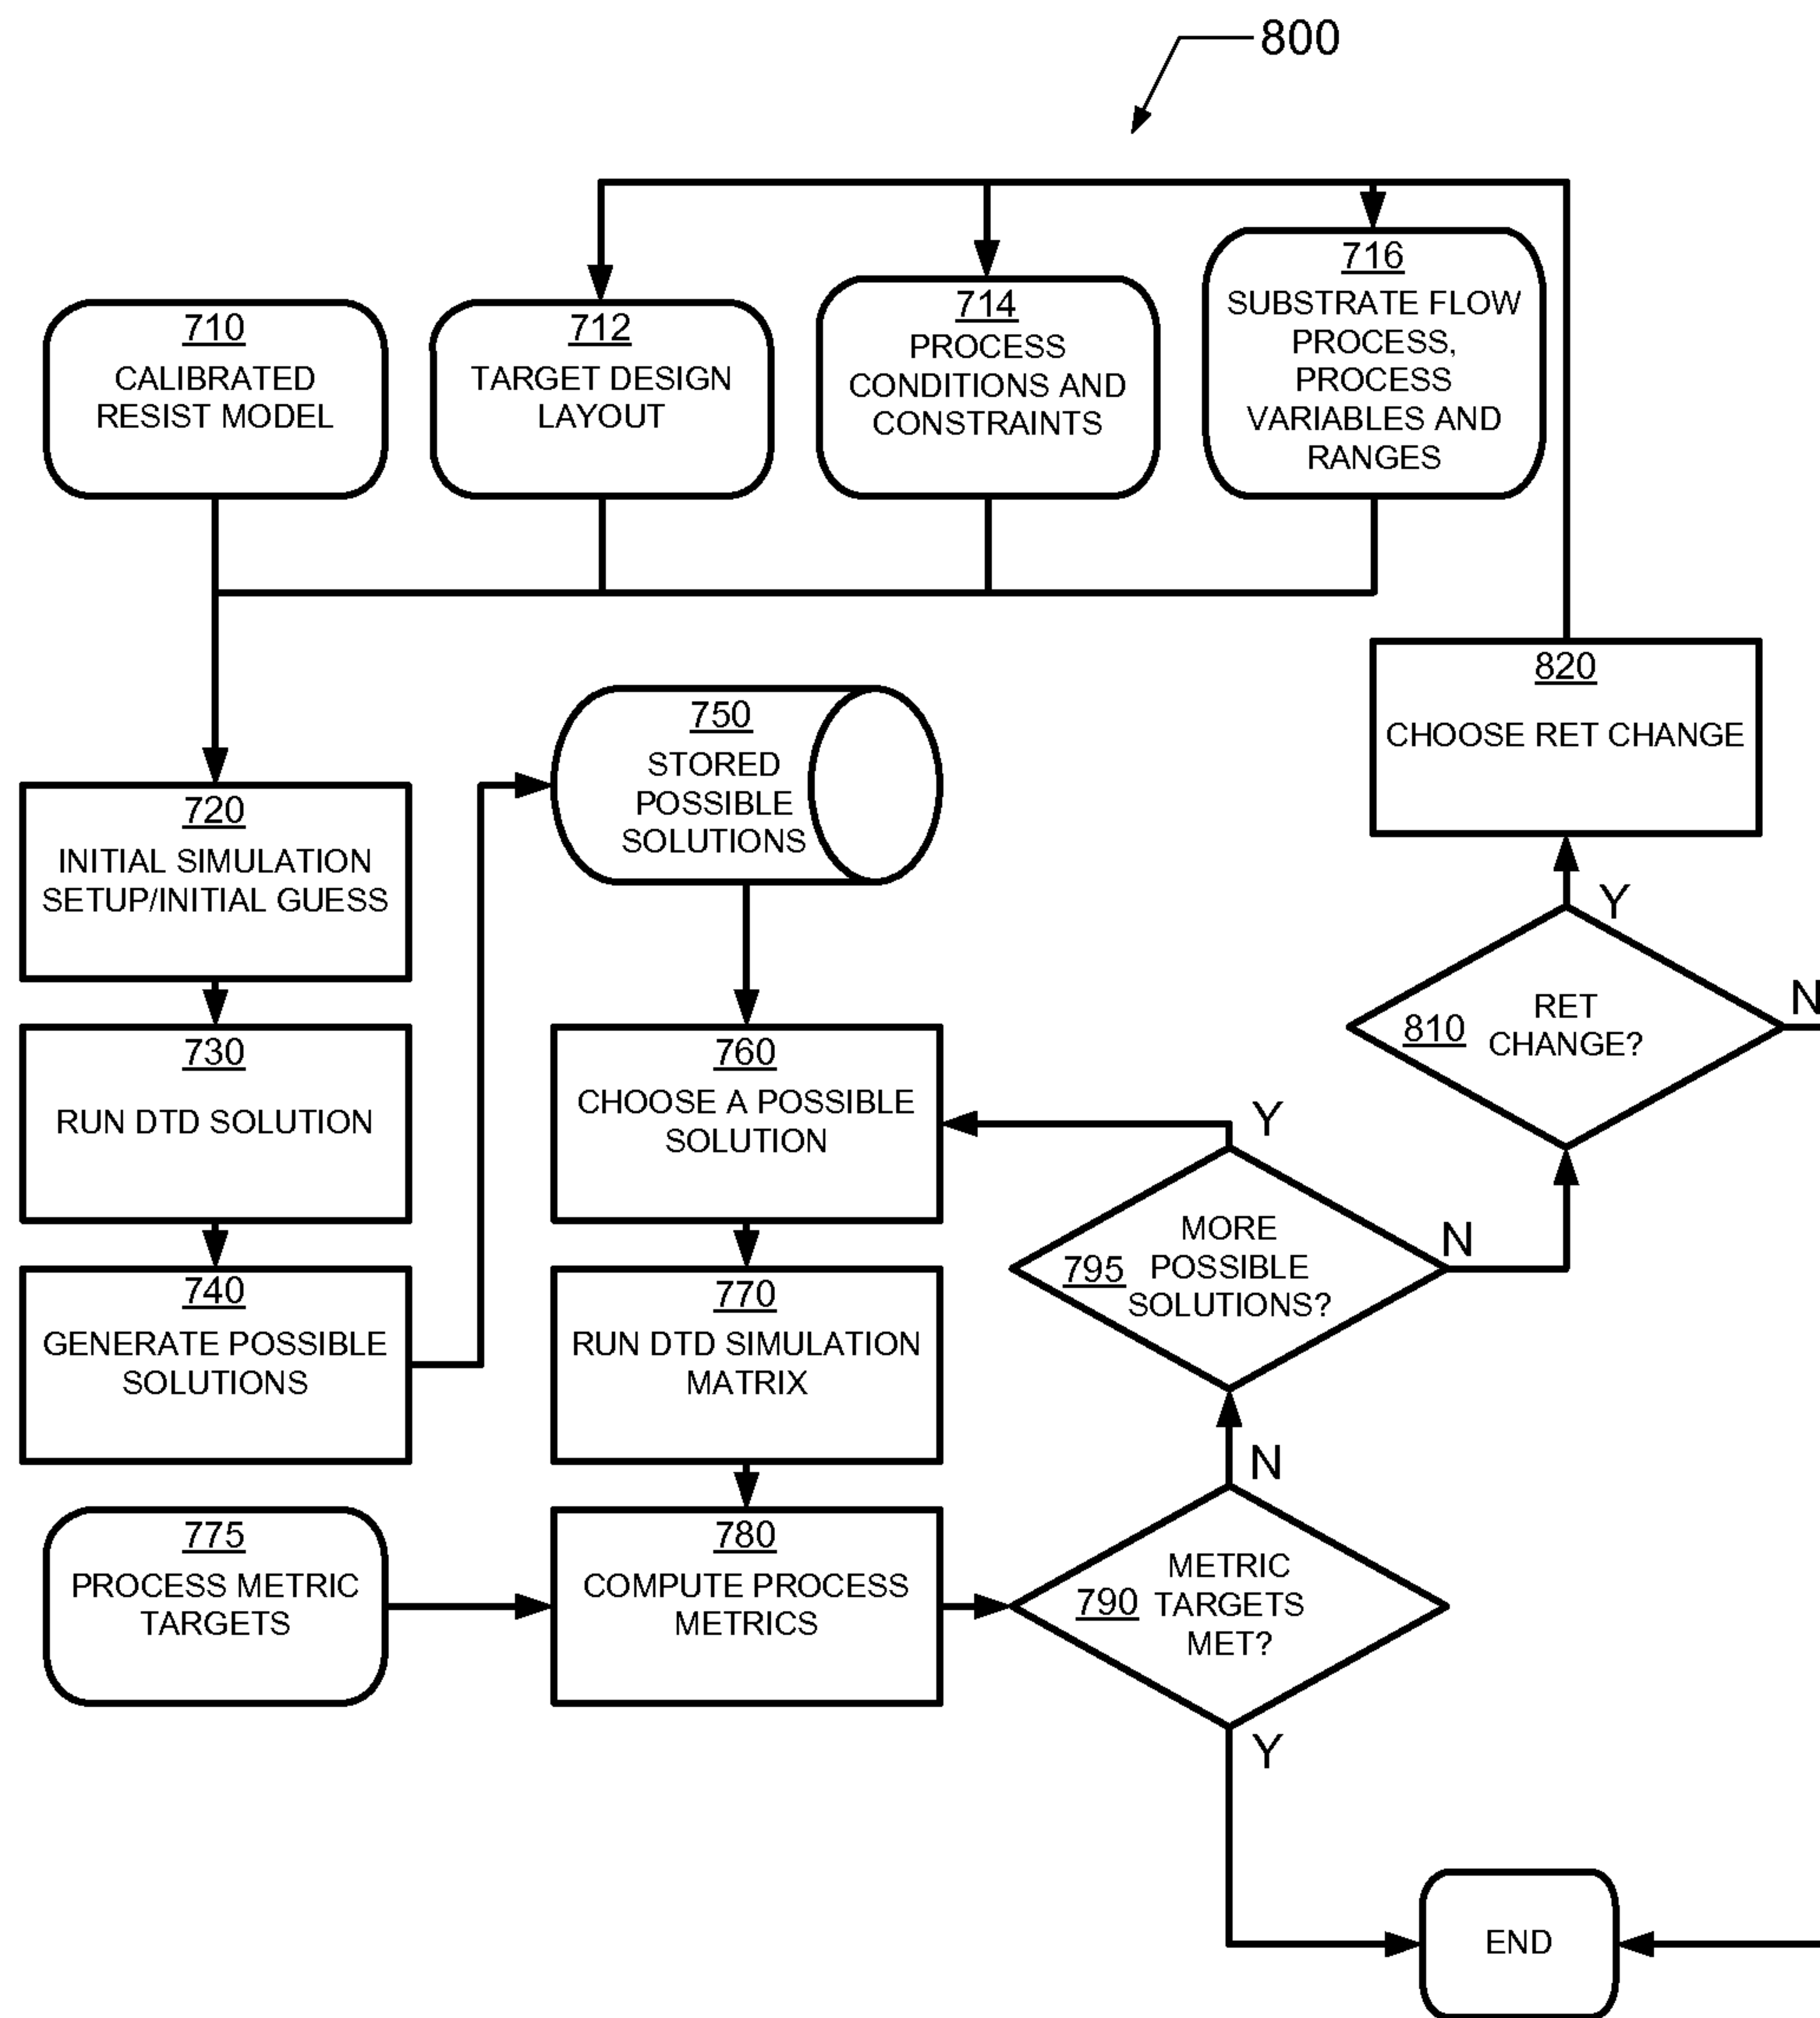 800
710
CALIBRATED
RESIST MODEL
712
TARGET DESIGN
LAYOUT
714
PROCESS
CONDITIONS AND
CONSTRAINTS
716
SUBSTRATE FLOW
PROCESS,
PROCESS
VARIABLES AND
RANGES
820
CHOOSE RET CHANGE
750
STORED
POSSIBLE
SOLUTIONS
720
INITIAL SIMULATION
SETUP/INITIAL GUESS
Y
810
RET
CHANGE?
N
730
RUN DTD SOLUTION
760
CHOOSE A POSSIBLE
SOLUTION
Y
795
MORE
POSSIBLE
SOLUTIONS?
N
740
GENERATE POSSIBLE
SOLUTIONS
770
RUN DTD SIMULATION
MATRIX
N
775
PROCESS METRIC
TARGETS
780
COMPUTE PROCESS
METRICS
790
METRIC
TARGETS
MET?
Y
END